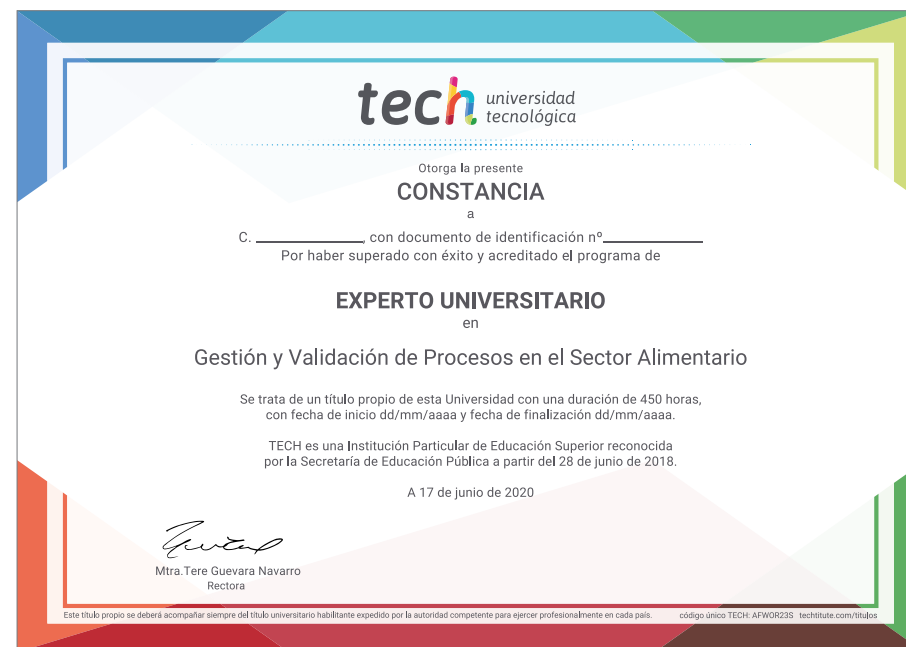 tech universidad
tecnológica
Otorga la presente
CONSTANCIA
a
C. ______________, con documento de identificación nº_____________
Por haber superado con éxito y acreditado el programa de
EXPERTO UNIVERSITARIO
en
Gestión y Validación de Procesos en el Sector Alimentario
Se trata de un título propio de esta Universidad con una duración de 450 horas,
con fecha de inicio dd/mm/aaaa y fecha de finalización dd/mm/aaaa.
TECH es una Institución Particular de Educación Superior reconocida
por la Secretaría de Educación Pública a partir del 28 de junio de 2018.
A 17 de junio de 2020
Mtra.Tere Guevara Navarro
Rectora
Este título propio se deberá acompañar siempre del título universitario habilitante expedido por la autoridad competente para ejercer profesionalmente en cada país. código único TECH: AFWOR23S techtitute.com/titulos